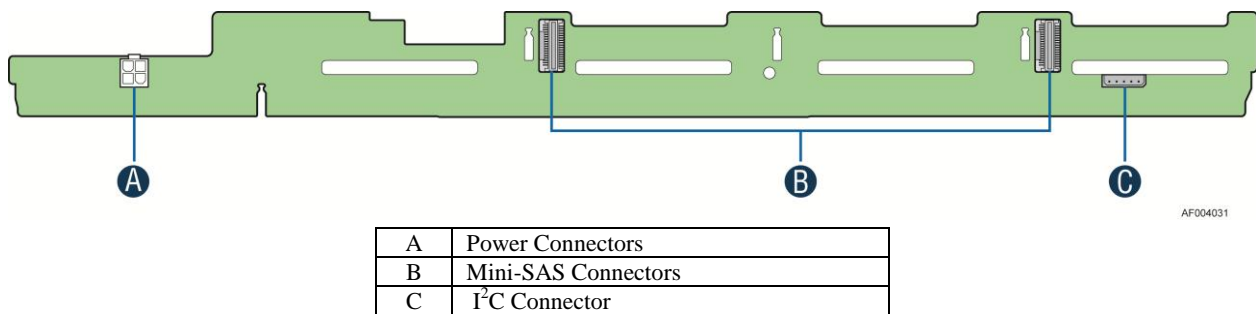 A B C
AF004031
A Power Connectors
B Mini-SAS Connectors
C I²C Connector